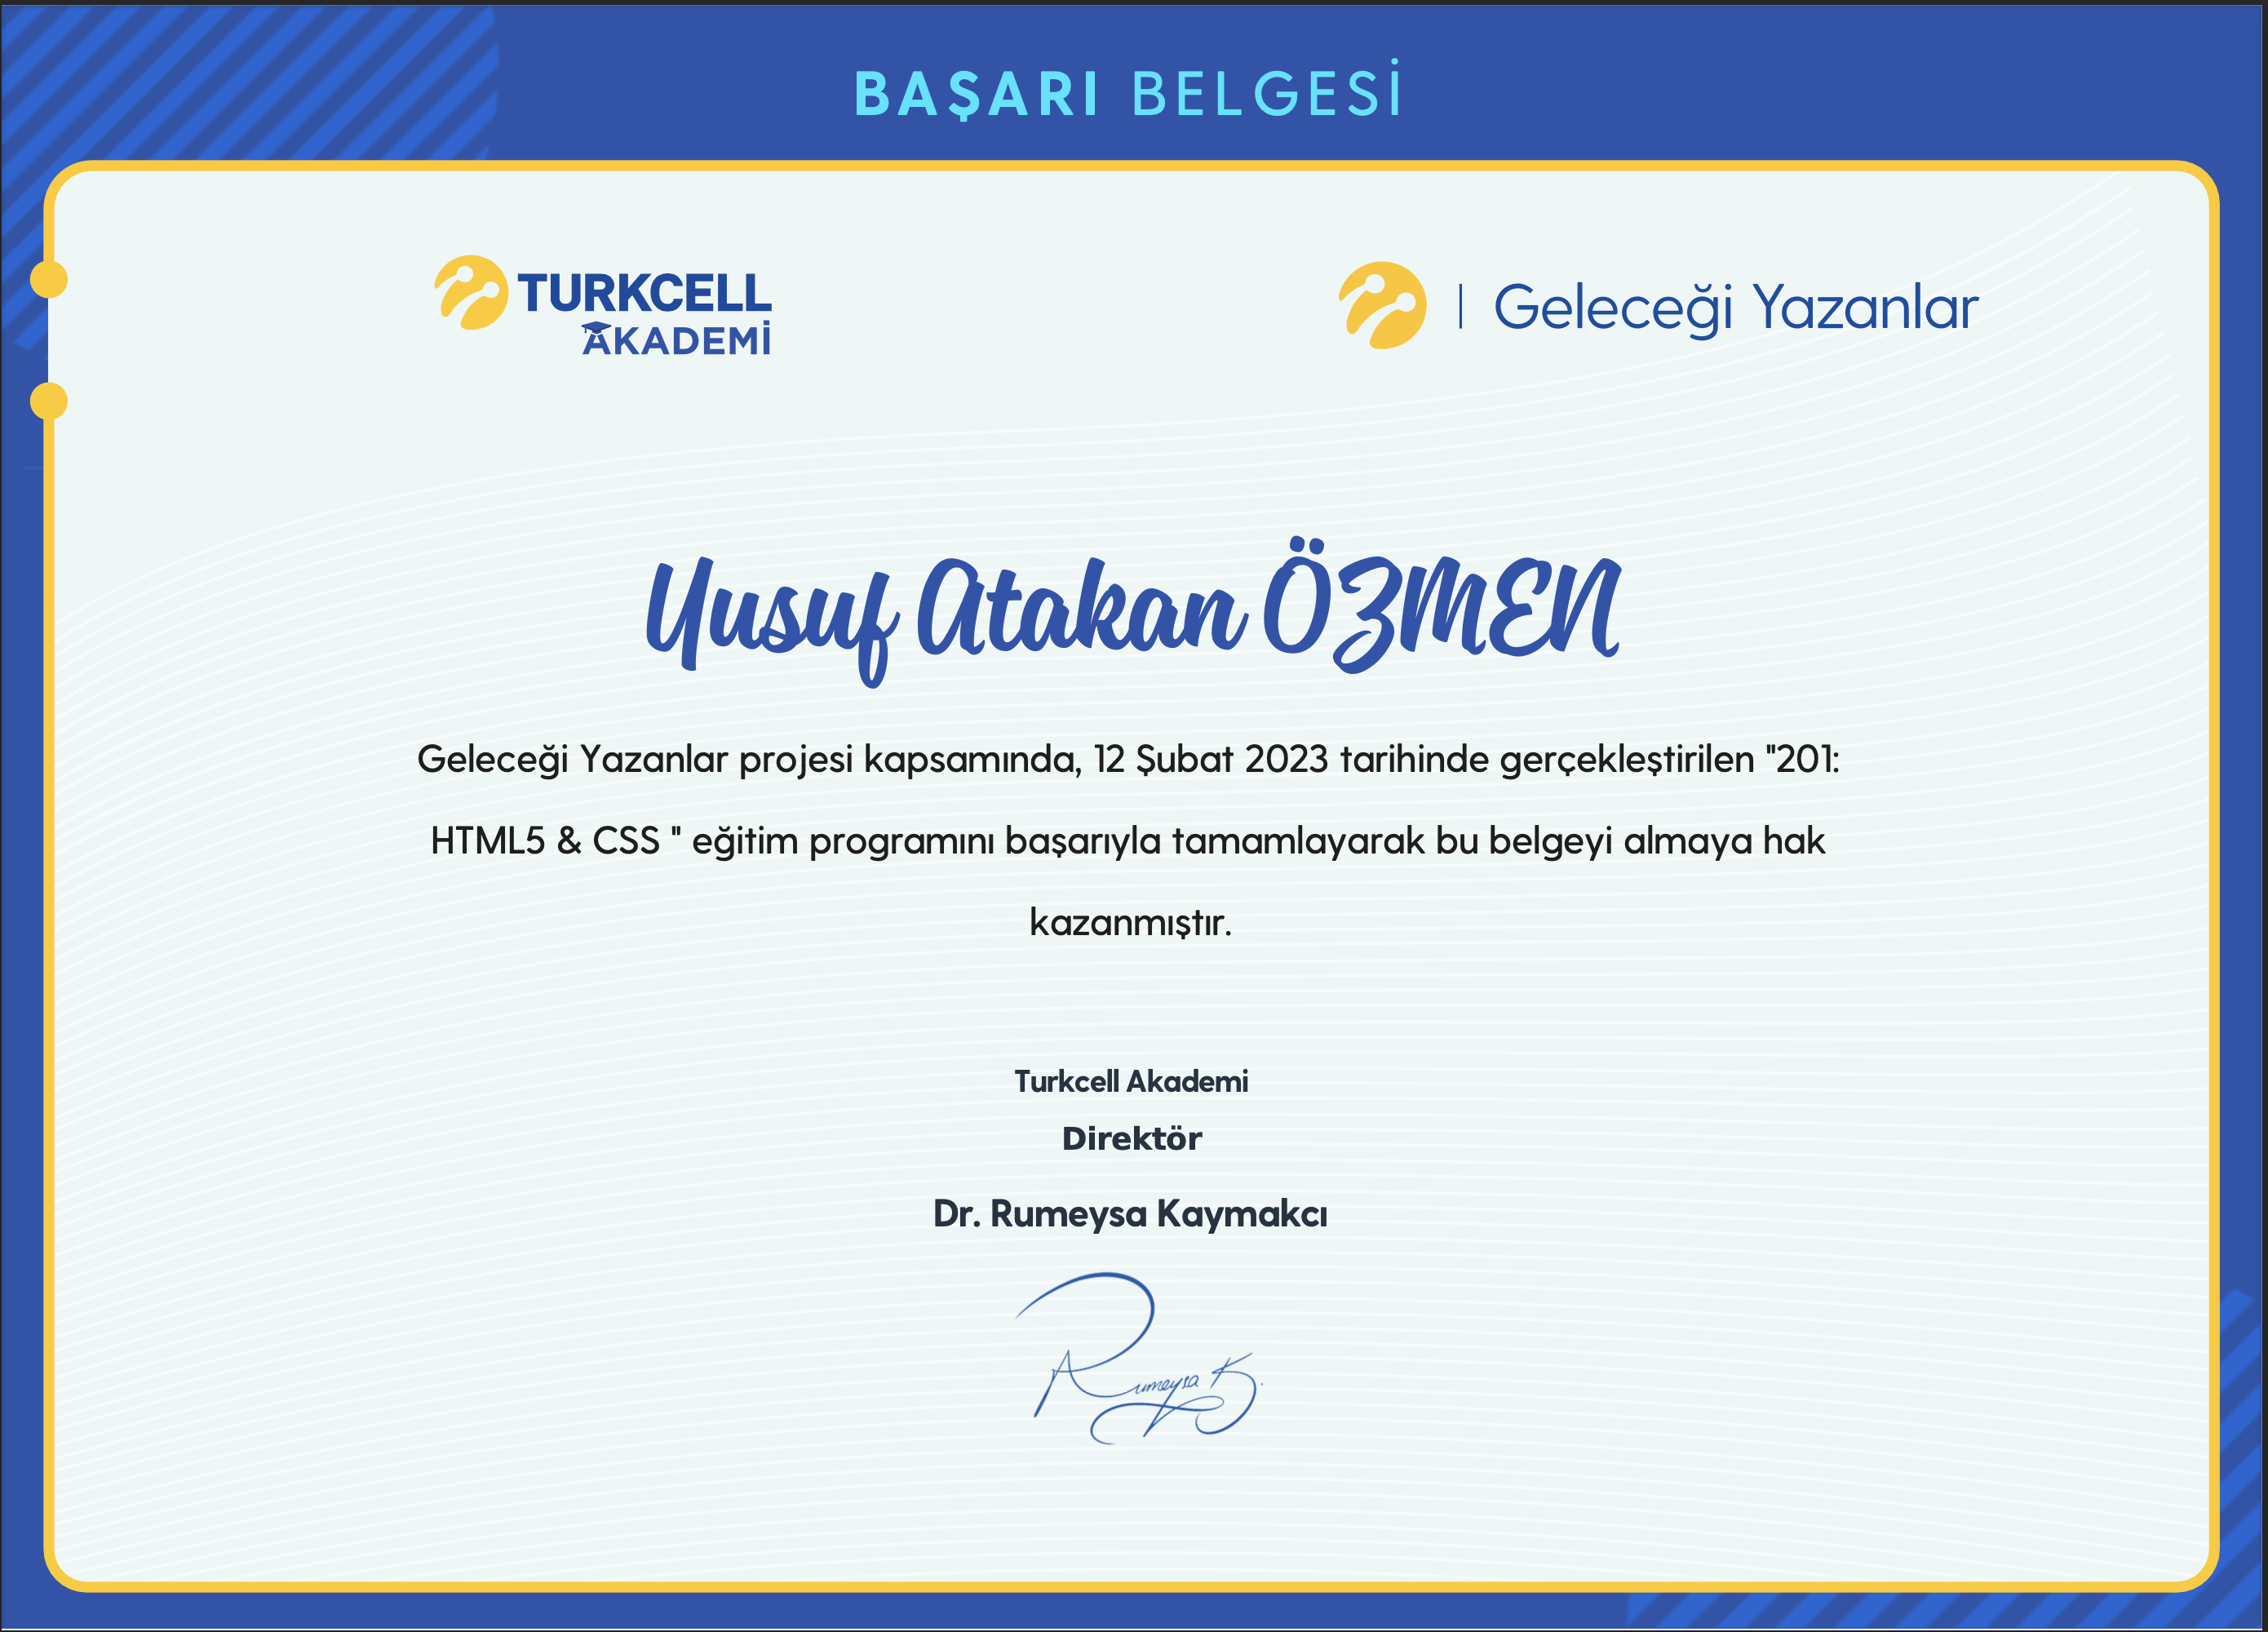 BAŞARI BELGESİ
TURKCELL
AKADEMİ
Geleceği Yazanlar
Yusuf Atakan ÖZMEN
Geleceği Yazanlar projesi kapsamında, 12 Şubat 2023 tarihinde gerçekleştirilen "201:
HTML5 & CSS " eğitim programını başarıyla tamamlayarak bu belgeyi almaya hak
kazanmıştır.
Turkcell Akademi
Direktör
Dr. Rumeysa Kaymakcı
Rumeysa K.